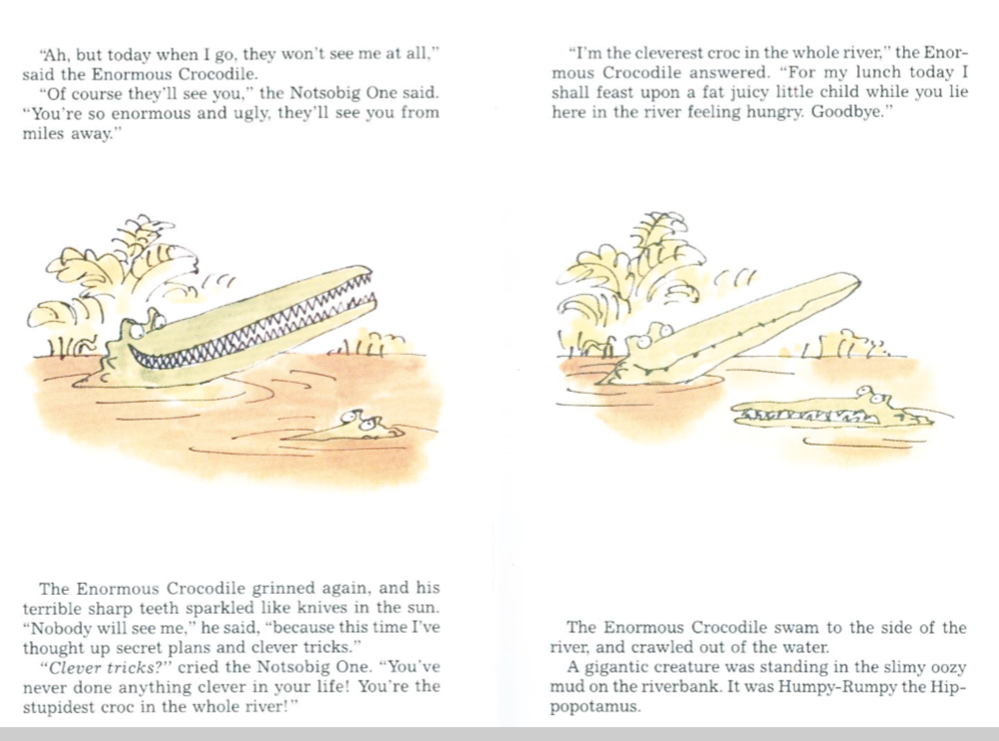 “Ah, but today when I go, they won’t see me at all,”
said the Enormous Crocodile.
“Of course they’ll see you,” the Notsobig One said.
“You’re so enormous and ugly, they’ll see you from
miles away.”
The Enormous Crocodile grinned again, and his
terrible sharp teeth sparkled like knives in the sun.
“Nobody will see me,” he said, “because this time I’ve
thought up secret plans and clever tricks.”
“Clever tricks?” cried the Notsobig One. “You’ve
never done anything clever in your life! You’re the
stupidest croc in the whole river!”
“I’m the cleverest croc in the whole river,” the Enor-
mous Crocodile answered. “For my lunch today I
shall feast upon a fat juicy little child while you lie
here in the river feeling hungry. Goodbye.”
The Enormous Crocodile swam to the side of the
river, and crawled out of the water.
A gigantic creature was standing in the slimy oozy
mud on the riverbank. It was Humpy-Rumpy the Hip-
popotamus.